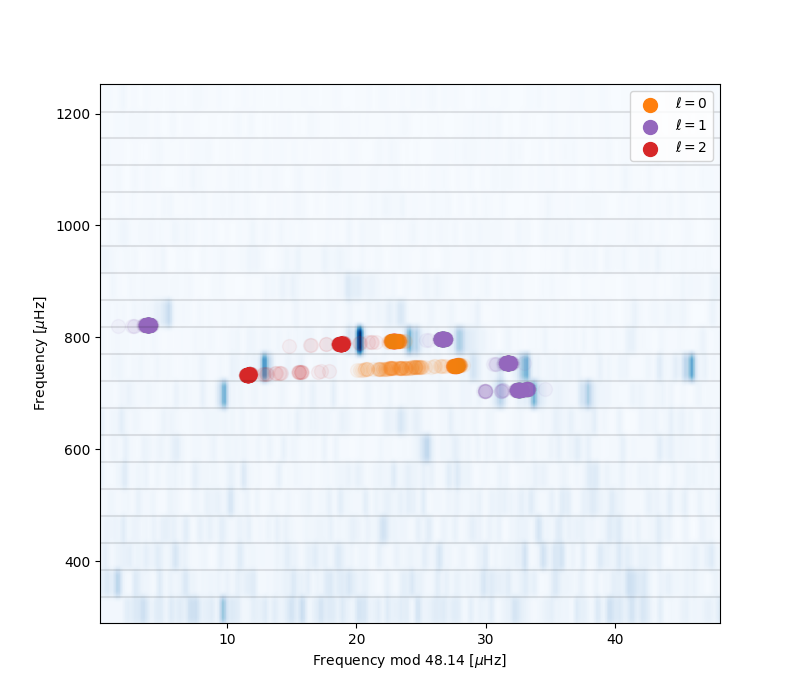 1200
1000
800
600
400
Frequency [μHz]
10 20 30 40
Frequency mod 48.14 [μHz]
ℓ = 0
ℓ = 1
ℓ = 2